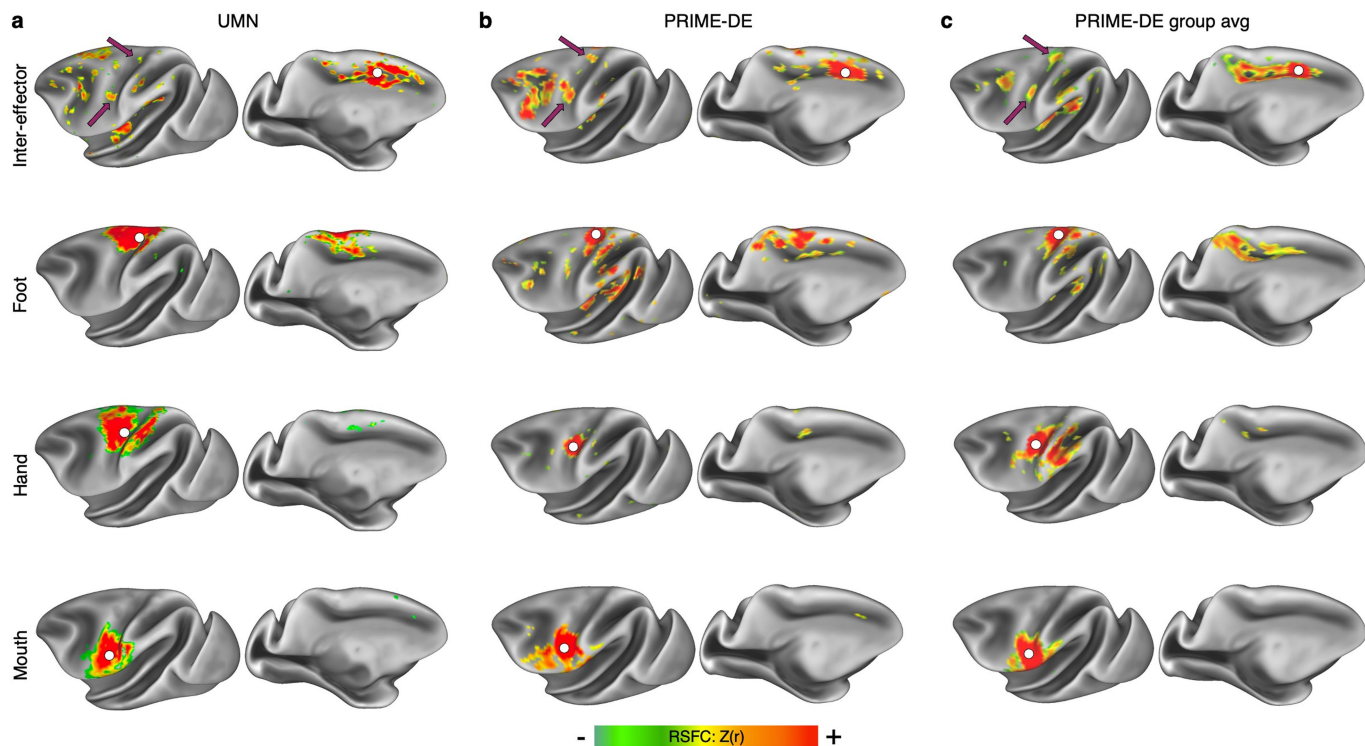 a UMN b PRIME-DE c PRIME-DE group avg
Inter-effector
Foot
Hand
Mouth
- RSFC: Z(r) +